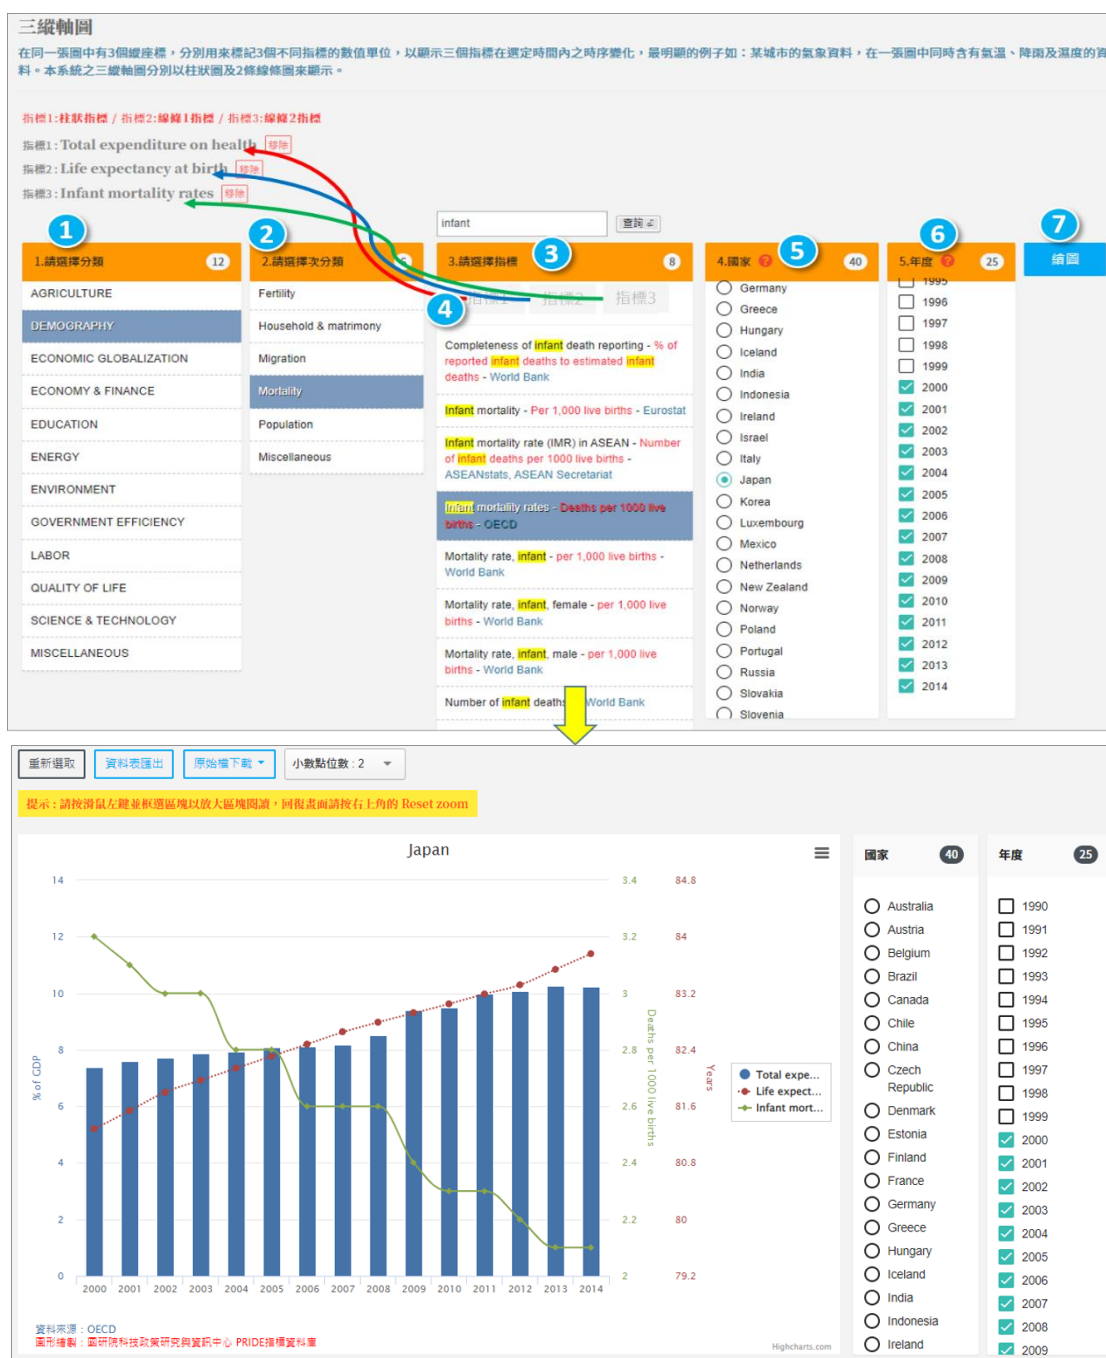 三縱軸圖
在同一張圖中有3個縱座標，分別用來標記3個不同指標的數值單位，以顯示三個指標在選定時間內之時序變化，最明顯的例子如：某城市的氣象資料，在一張圖中同時含有氣溫、降雨及濕度的資
料。本系統之三縱軸圖分別以柱狀圖及2條線條圖來顯示。
指標1:柱狀指標 / 指標2:線條1指標 / 指標3:線條2指標
指標1:Total expenditure on health 移除
指標2:Life expectancy at birth 移除
指標3:Infant mortality rates 移除
infant 查詢
1 2 3 4 5 6 7
1.請選擇分類 12
AGRICULTURE
DEMOGRAPHY
ECONOMIC GLOBALIZATION
ECONOMY & FINANCE
EDUCATION
ENERGY
ENVIRONMENT
GOVERNMENT EFFICIENCY
LABOR
QUALITY OF LIFE
SCIENCE & TECHNOLOGY
MISCELLANEOUS
2.請選擇次分類
Fertility
Household & matrimony
Migration
Mortality
Population
Miscellaneous
3.請選擇指標 8
指標1 指標2 指標3
Completeness of infant death reporting - % of
reported infant deaths to estimated infant
deaths - World Bank
Infant mortality - Per 1,000 live births - Eurostat
Infant mortality rate (IMR) in ASEAN - Number
of infant deaths per 1000 live births -
ASEANstats, ASEAN Secretariat
Infant mortality rates - Deaths per 1000 live
births - OECD
Mortality rate, infant - per 1,000 live births -
World Bank
Mortality rate, infant, female - per 1,000 live
births - World Bank
Mortality rate, infant, male - per 1,000 live
births - World Bank
Number of infant deaths World Bank
4.國家 ? 40
Germany
Greece
Hungary
Iceland
India
Indonesia
Ireland
Israel
Italy
Japan
Korea
Luxembourg
Mexico
Netherlands
New Zealand
Norway
Poland
Portugal
Russia
Slovakia
Slovenia
5.年度 ? 25
1995
1996
1997
1998
1999
2000
2001
2002
2003
2004
2005
2006
2007
2008
2009
2010
2011
2012
2013
2014
繪圖
重新選取 資料表匯出 原始檔下載 小數點位數 : 2
提示 : 請按滑鼠左鍵並框選區塊以放大區塊閱讀，回復畫面請按右上角的 Reset zoom
Japan
14 3.4 84.8
12 3.2 84
10 3 83.2
8 2.8 82.4
6 2.6 81.6
4 2.4 80.8
2 2.2 80
0 2 79.2
% of GDP
Deaths per 1000 live births
Years
2000 2001 2002 2003 2004 2005 2006 2007 2008 2009 2010 2011 2012 2013 2014
Total expe...
Life expect...
Infant mort...
資料來源：OECD
圖形繪製：國研院科技政策研究與資訊中心 PRIDE指標資料庫
Highcharts.com
國家 40
Australia
Austria
Belgium
Brazil
Canada
Chile
China
Czech
Republic
Denmark
Estonia
Finland
France
Germany
Greece
Hungary
Iceland
India
Indonesia
Ireland
年度 25
1990
1991
1992
1993
1994
1995
1996
1997
1998
1999
2000
2001
2002
2003
2004
2005
2006
2007
2008
2009